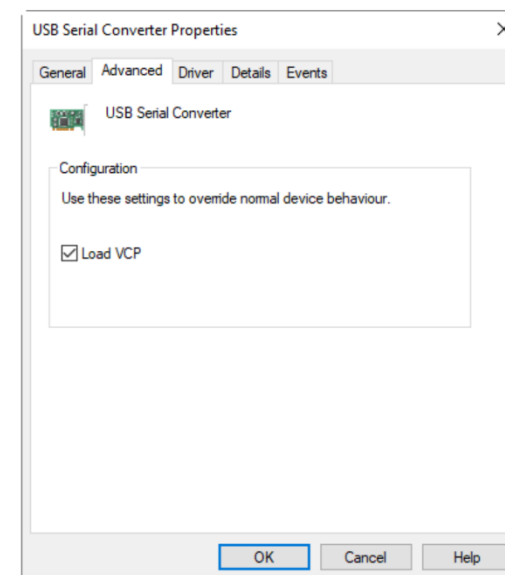 USB Serial Converter Properties
General Advanced Driver Details Events
USB Serial Converter
Configuration
Use these settings to override normal device behaviour.
Load VCP
OK Cancel Help